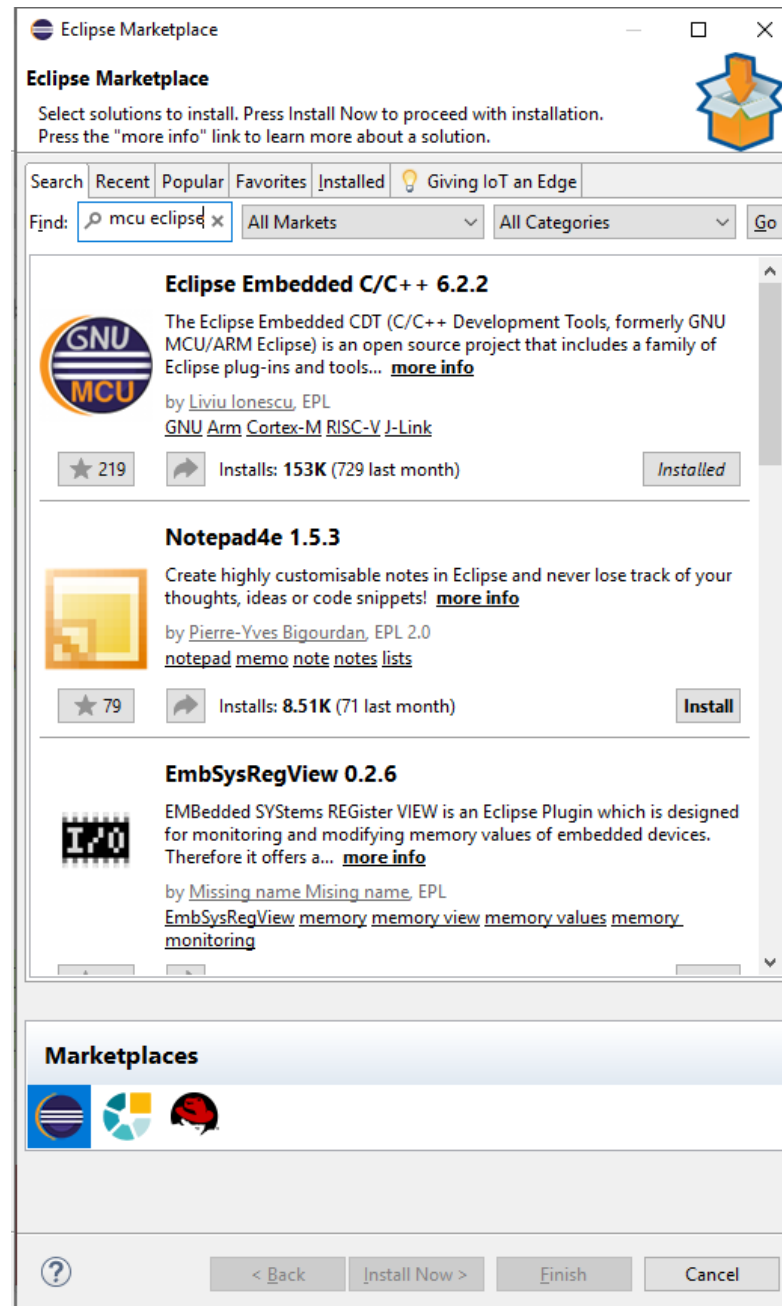 Eclipse Marketplace
Eclipse Marketplace
Select solutions to install. Press Install Now to proceed with installation.
Press the "more info" link to learn more about a solution.
Search Recent Popular Favorites Installed Giving IoT an Edge
Find: mcu eclipse All Markets All Categories Go
Eclipse Embedded C/C++ 6.2.2
The Eclipse Embedded CDT (C/C++ Development Tools, formerly GNU
MCU/ARM Eclipse) is an open source project that includes a family of
Eclipse plug-ins and tools... more info
GNU
MCU
by Liviu Ionescu, EPL
GNU Arm Cortex-M RISC-V J-Link
219 Installs: 153K (729 last month) Installed
Notepad4e 1.5.3
Create highly customisable notes in Eclipse and never lose track of your
thoughts, ideas or code snippets! more info
by Pierre-Yves Bigourdan, EPL 2.0
notepad memo note notes lists
79 Installs: 8.51K (71 last month) Install
EmbSysRegView 0.2.6
EMBedded SYStems REGister VIEW is an Eclipse Plugin which is designed
for monitoring and modifying memory values of embedded devices.
Therefore it offers a... more info
I/O
by Missing name Mising name, EPL
EmbSysRegView memory memory view memory values memory
monitoring
Marketplaces
? < Back Install Now > Finish Cancel